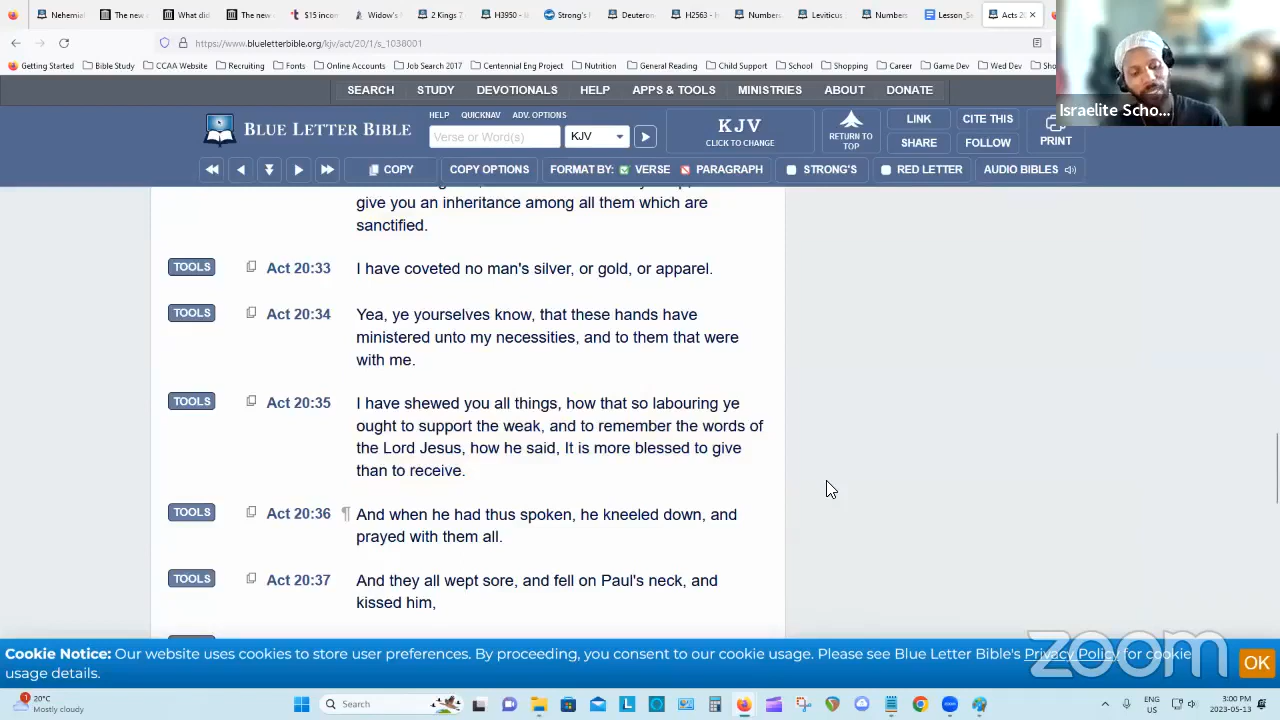 Nehemial
The new
What did
The new
$15 incor
Widow's
2 Kings 7
H3950 - l
Strong's l
Deutero
H2563 - l
Numbers
Leviticus
Numbers
Lesson_S
Acts 20
https://www.blueletterbible.org/kjv/act/20/1/s_1038001
Getting Started
Bible Study
CCAA Website
Recruiting
Fonts
Online Accounts
Job Search 2017
Centennial Eng Project
Nutrition
General Reading
Child Support
School
Shopping
Career
Game Dev
Wed Dev
Israelite Scho...
SEARCH
STUDY
DEVOTIONALS
HELP
APPS & TOOLS
MINISTRIES
ABOUT
DONATE
BLUE LETTER BIBLE
HELP
QUICKNAV
ADV. OPTIONS
Verse or Word(s)
KJV
KJV
CLICK TO CHANGE
RETURN TO
TOP
LINK
CITE THIS
SHARE
FOLLOW
PRINT
COPY
COPY OPTIONS
FORMAT BY:
VERSE
PARAGRAPH
STRONG'S
RED LETTER
AUDIO BIBLES
give you an inheritance among all them which are
sanctified.
TOOLS
Act 20:33
I have coveted no man's silver, or gold, or apparel.
TOOLS
Act 20:34
Yea, ye yourselves know, that these hands have
ministered unto my necessities, and to them that were
with me.
TOOLS
Act 20:35
I have shewed you all things, how that so labouring ye
ought to support the weak, and to remember the words of
the Lord Jesus, how he said, It is more blessed to give
than to receive.
TOOLS
Act 20:36
¶ And when he had thus spoken, he kneeled down, and
prayed with them all.
TOOLS
Act 20:37
And they all wept sore, and fell on Paul's neck, and
kissed him,
Cookie Notice: Our website uses cookies to store user preferences. By proceeding, you consent to our cookie usage. Please see Blue Letter Bible's Privacy Policy for cookie
usage details.
OK
zoom
1
20°C
Mostly cloudy
Search
ENG
US
3:00 PM
2023-05-13